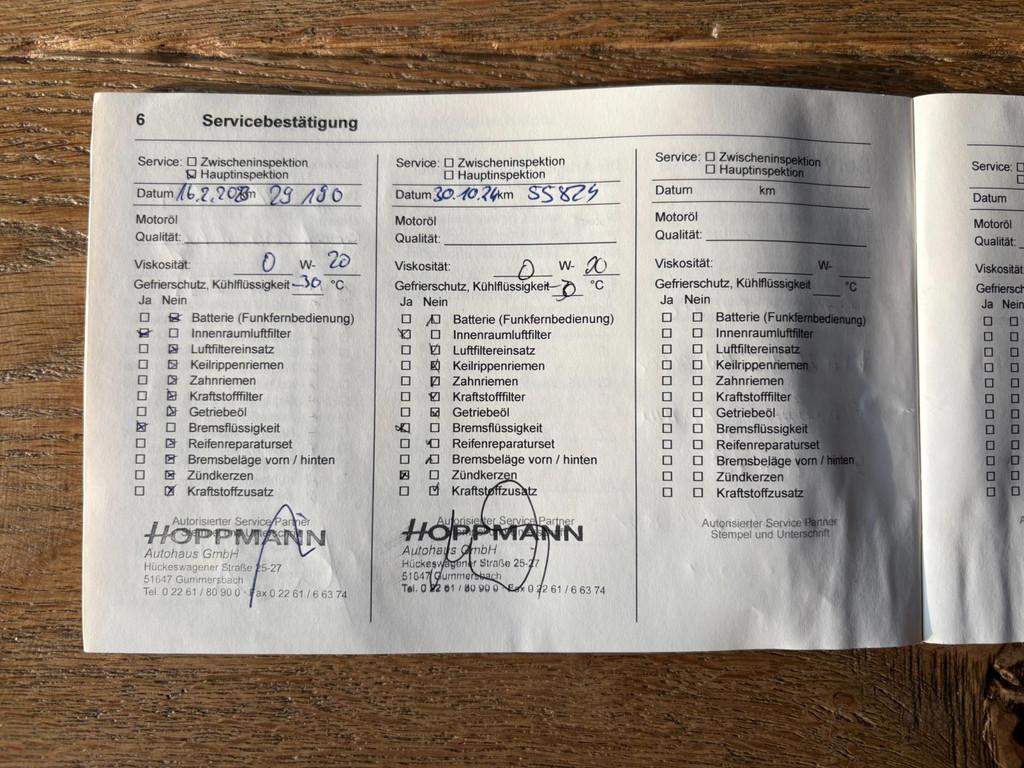 6 Servicebestätigung
Service: Zwischeninspektion
Hauptinspektion
Datum 16.2.2023 km 29 190
Motoröl
Qualität:
Viskosität: 0 W- 20
Gefrierschutz, Kühlflüssigkeit -30 °C
Ja Nein
Batterie (Funkfernbedienung)
Innenraumluftfilter
Luftfiltereinsatz
Keilrippenriemen
Zahnriemen
Kraftstofffilter
Getriebeöl
Bremsflüssigkeit
Reifenreparaturset
Bremsbeläge vorn / hinten
Zündkerzen
Kraftstoffzusatz
Autorisierter Service Partner
HOPPMANN
Autohaus GmbH
Hückeswagener Straße 25-27
51647 Gummersbach
Tel. 0 22 61 / 80 90 0 · Fax 0 22 61 / 6 63 74
Service: Zwischeninspektion
Hauptinspektion
Datum 30.10.24 km 55824
Motoröl
Qualität:
Viskosität: 0 W- 20
Gefrierschutz, Kühlflüssigkeit °C
Ja Nein
Batterie (Funkfernbedienung)
Innenraumluftfilter
Luftfiltereinsatz
Keilrippenriemen
Zahnriemen
Kraftstofffilter
Getriebeöl
Bremsflüssigkeit
Reifenreparaturset
Bremsbeläge vorn / hinten
Zündkerzen
Kraftstoffzusatz
Autorisierter Service Partner
HOPPMANN
Autohaus GmbH
Hückeswagener Straße 25-27
51647 Gummersbach
Tel. 0 22 61 / 80 90 0 · Fax 0 22 61 / 6 63 74
Service: Zwischeninspektion
Hauptinspektion
Datum km
Motoröl
Qualität:
Viskosität: W-
Gefrierschutz, Kühlflüssigkeit °C
Ja Nein
Batterie (Funkfernbedienung)
Innenraumluftfilter
Luftfiltereinsatz
Keilrippenriemen
Zahnriemen
Kraftstofffilter
Getriebeöl
Bremsflüssigkeit
Reifenreparaturset
Bremsbeläge vorn / hinten
Zündkerzen
Kraftstoffzusatz
Autorisierter Service Partner
Stempel und Unterschrift
Service:
Datum
Motoröl
Qualität:
Viskosität
Gefriersch
Ja Nein